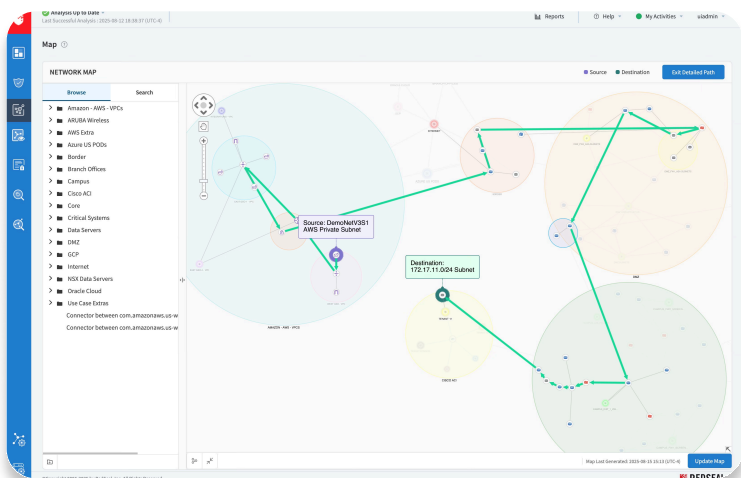 Analysis Up to Date
Last Successful Analysis : 2025-08-12 18:38:37 (UTC-4)
Reports
Help
My Activities
uiadmin
Map
NETWORK MAP
Source
Destination
Exit Detailed Path
Browse
Search
Amazon - AWS - VPCs
ARUBA Wireless
AWS Extra
Azure US PODs
Border
Branch Offices
Campus
Cisco ACI
Core
Critical Systems
Data Servers
DMZ
GCP
Internet
NSX Data Servers
Oracle Cloud
Use Case Extras
Connector between com.amazonaws.us-w
Connector between com.amazonaws.us-w
Source: DemoNetV3S1
AWS Private Subnet
Destination:
172.17.11.0/24 Subnet
AMAZON - AWS - VPCS
CISCO ACI
Map Last Generated: 2025-08-15 15:13 (UTC-4)
Update Map